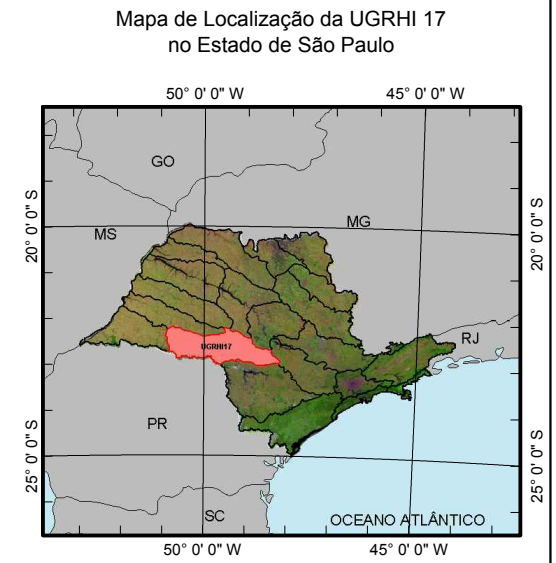 Mapa de Localização da UGRHI 17
no Estado de São Paulo
50° 0' 0" W
45° 0' 0" W
GO
20° 0' 0" S
MS
MG
20° 0' 0" S
UGRHI17
RJ
PR
25° 0' 0" S
25° 0' 0" S
SC
OCEANO ATLÂNTICO
50° 0' 0" W
45° 0' 0" W